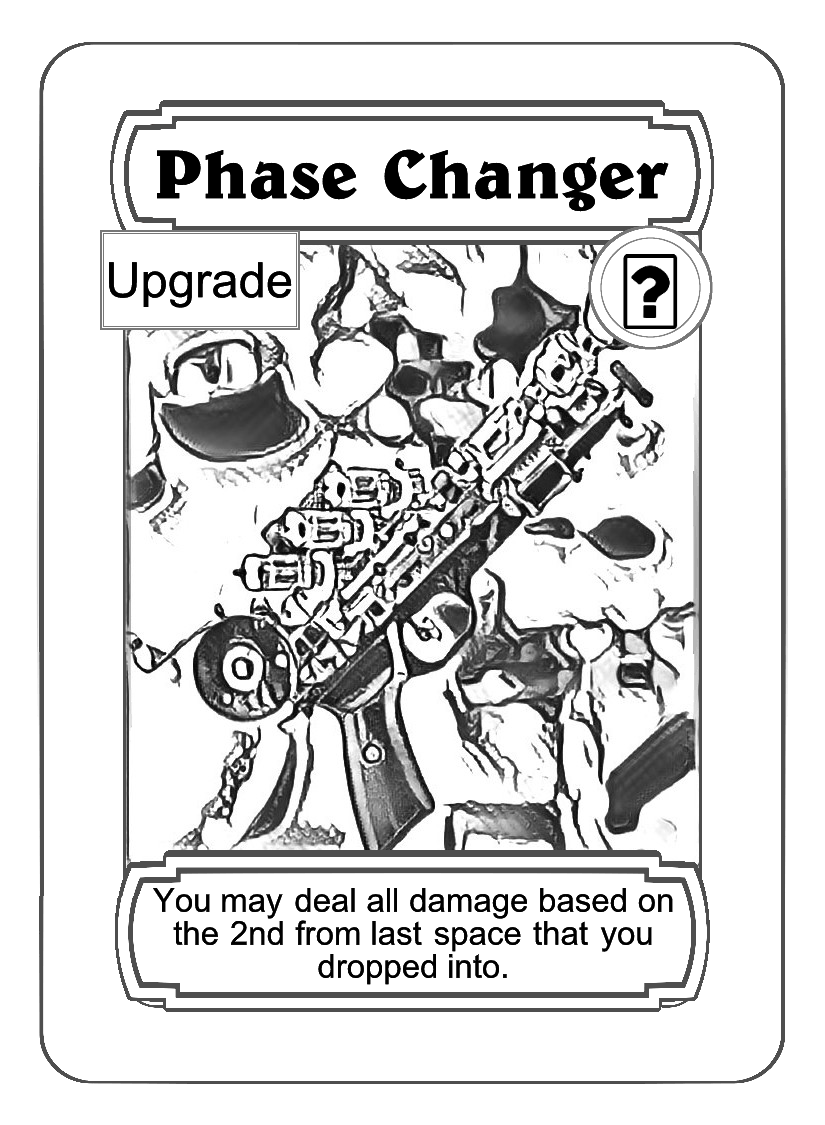 Phase Changer
Upgrade
?
You may deal all damage based on
the 2nd from last space that you
dropped into.